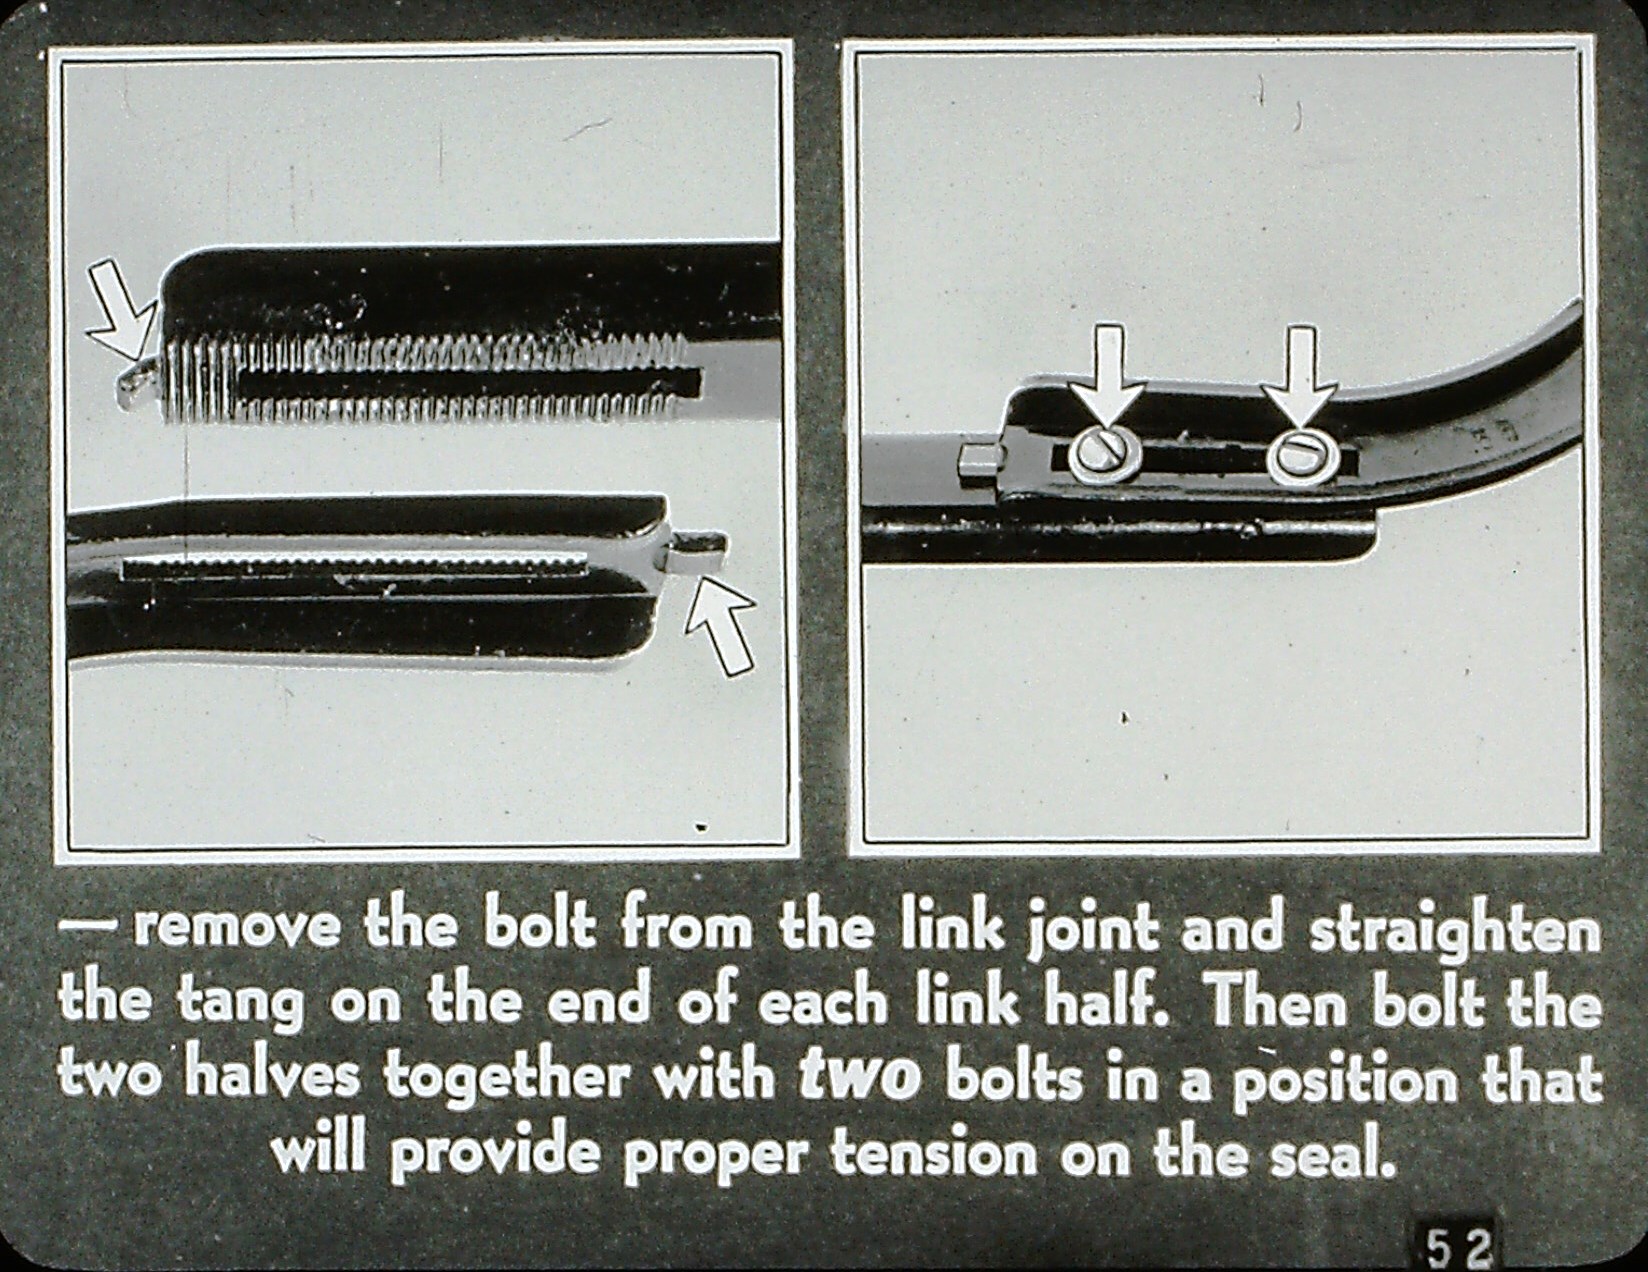 — remove the bolt from the link joint and straighten
the tang on the end of each link half. Then bolt the
two halves together with two bolts in a position that
will provide proper tension on the seal.
52